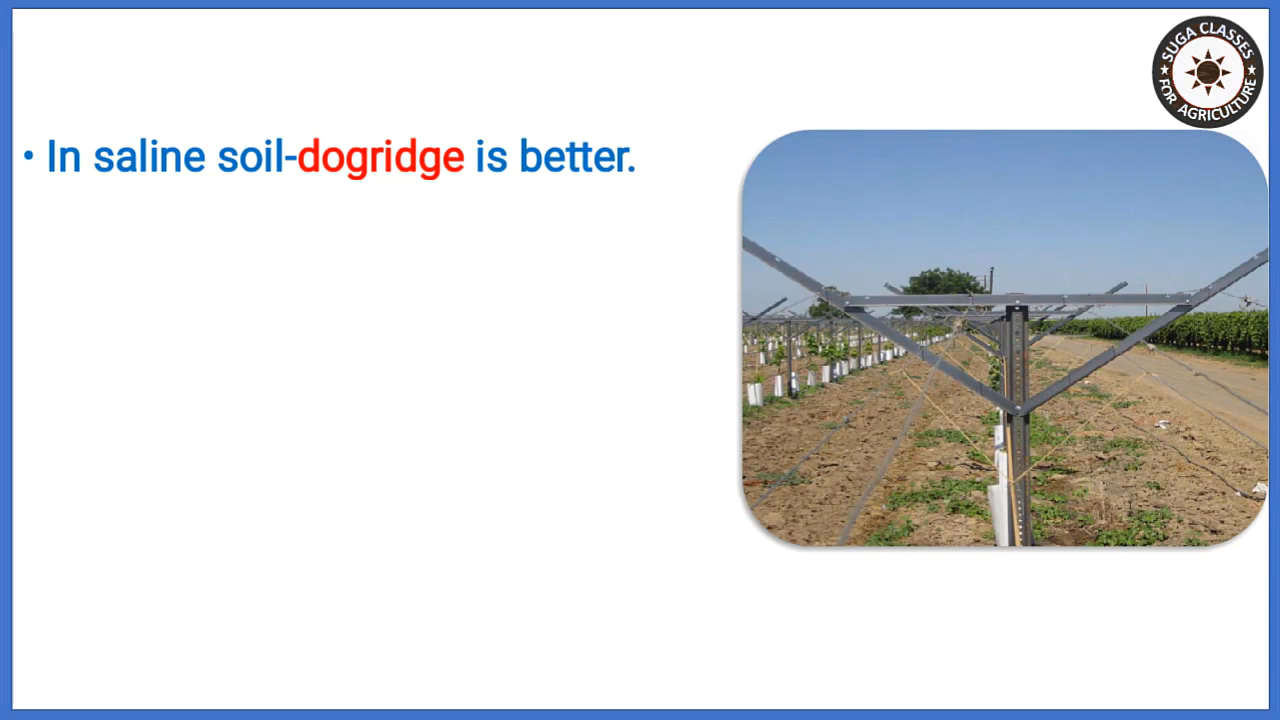 SUGA CLASSES
FOR AGRICULTURE
• In saline soil-dogridge is better.